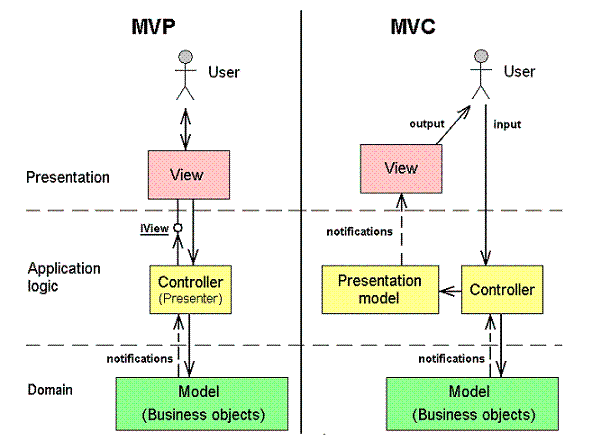 MVP
MVC
User
User
output
input
Presentation
View
View
IView
notifications
Application
logic
Controller
(Presenter)
Presentation
model
Controller
notifications
notifications
Domain
Model
(Business objects)
Model
(Business objects)